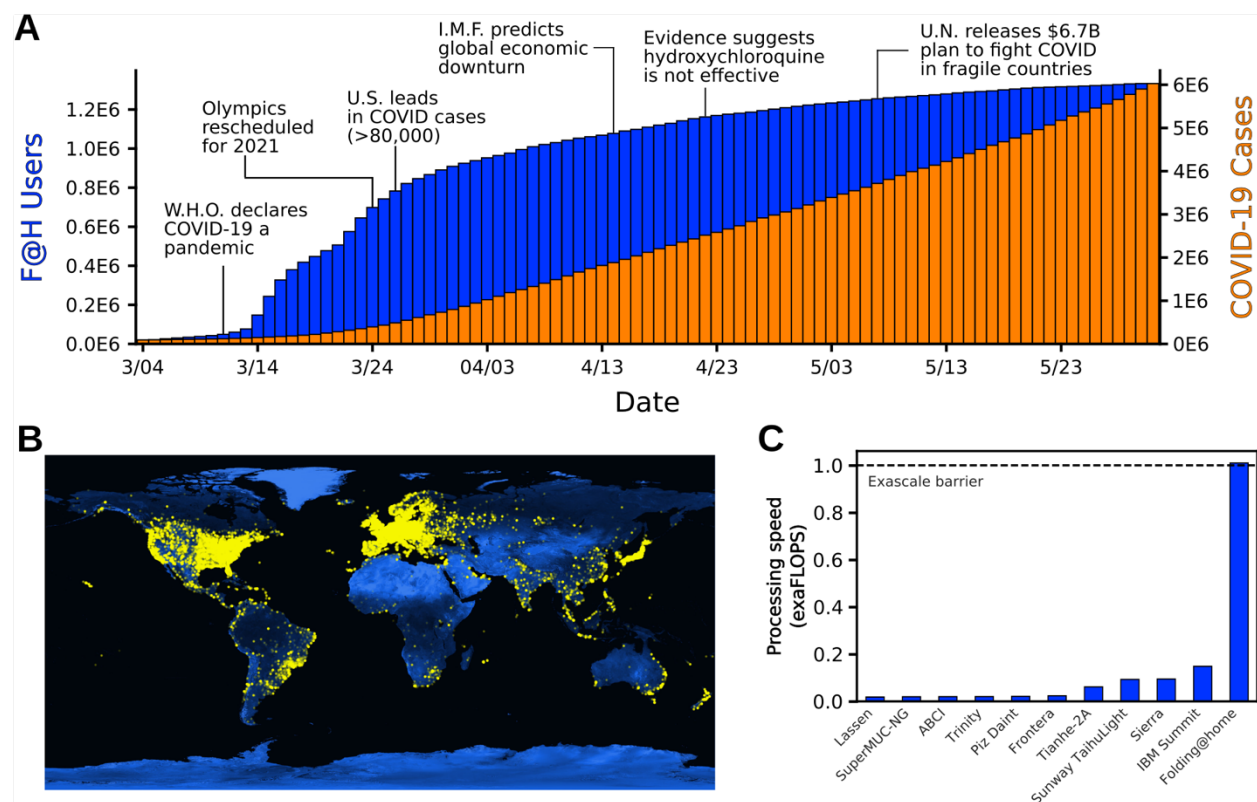 A
I.M.F. predicts
global economic
downturn
Evidence suggests
hydroxychloroquine
is not effective
U.N. releases $6.7B
plan to fight COVID
in fragile countries
Olympics
rescheduled
for 2021
U.S. leads
in COVID cases
(>80,000)
W.H.O. declares
COVID-19 a
pandemic
F@H Users
1.2E6
1.0E6
0.8E6
0.6E6
0.4E6
0.2E6
0.0E6
6E6
5E6
4E6
3E6
2E6
1E6
0E6
COVID-19 Cases
3/04 3/14 3/24 04/03 4/13 4/23 5/03 5/13 5/23
Date
B
C
Processing speed
(exaFLOPS)
1.0
0.8
0.6
0.4
0.2
0.0
Exascale barrier
Lassen
SuperMUC-NG
ABCI
Trinity
Piz Daint
Frontera
Tianhe-2A
Sunway TaihuLight
Sierra
IBM Summit
Folding@home